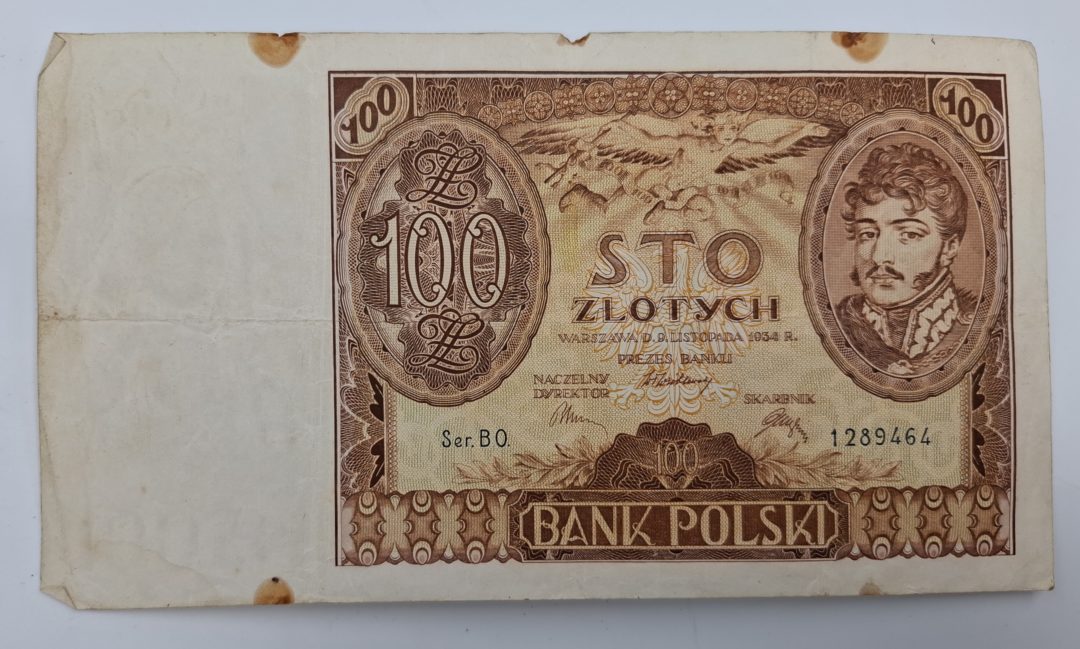 100
100
100
STO
ZŁOTYCH
WARSZAWA D. 9. LISTOPADA 1934 R.
PREZES BANKU
NACZELNY
DYREKTOR
SKARBNIK
Ser. B.O.
1289464
100
BANK POLSKI